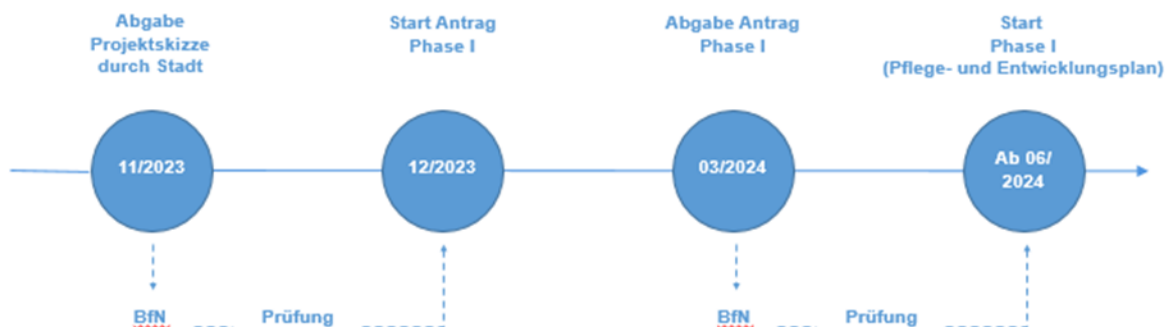 Abgabe
Projektskizze
durch Stadt
Start Antrag
Phase I
Abgabe Antrag
Phase I
Start
Phase I
(Pflege- und Entwicklungsplan)
11/2023
12/2023
03/2024
Ab 06/
2024
BfN Prüfung
BfN Prüfung